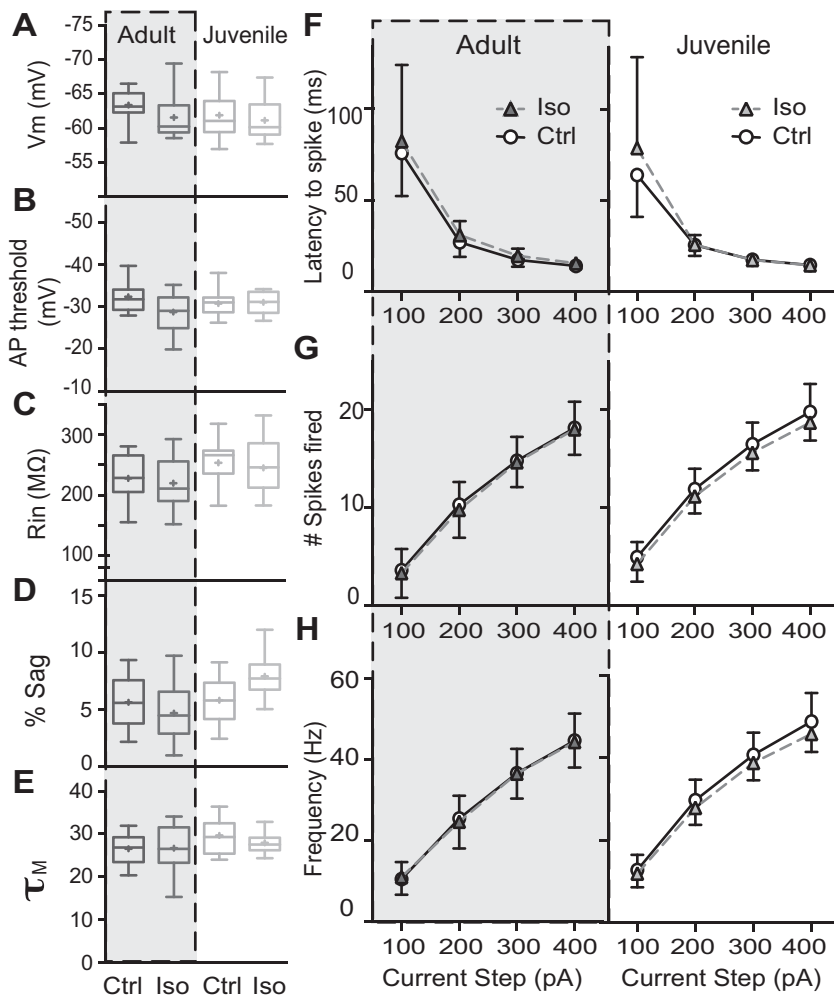 A
Adult
Juvenile
Vm (mV)
-75
-70
-65
-60
-55
B
AP threshold
(mV)
-50
-40
-30
-20
-10
C
Rin (MΩ)
300
200
100
D
% Sag
15
10
5
0
E
τM
40
30
20
10
0
Ctrl Iso Ctrl Iso
F
Adult
Juvenile
Latency to spike (ms)
100
50
0
Iso
Ctrl
Iso
Ctrl
100 200 300 400
100 200 300 400
G
# Spikes fired
20
10
0
100 200 300 400
100 200 300 400
H
Frequency (Hz)
60
40
20
0
100 200 300 400
100 200 300 400
Current Step (pA)
Current Step (pA)